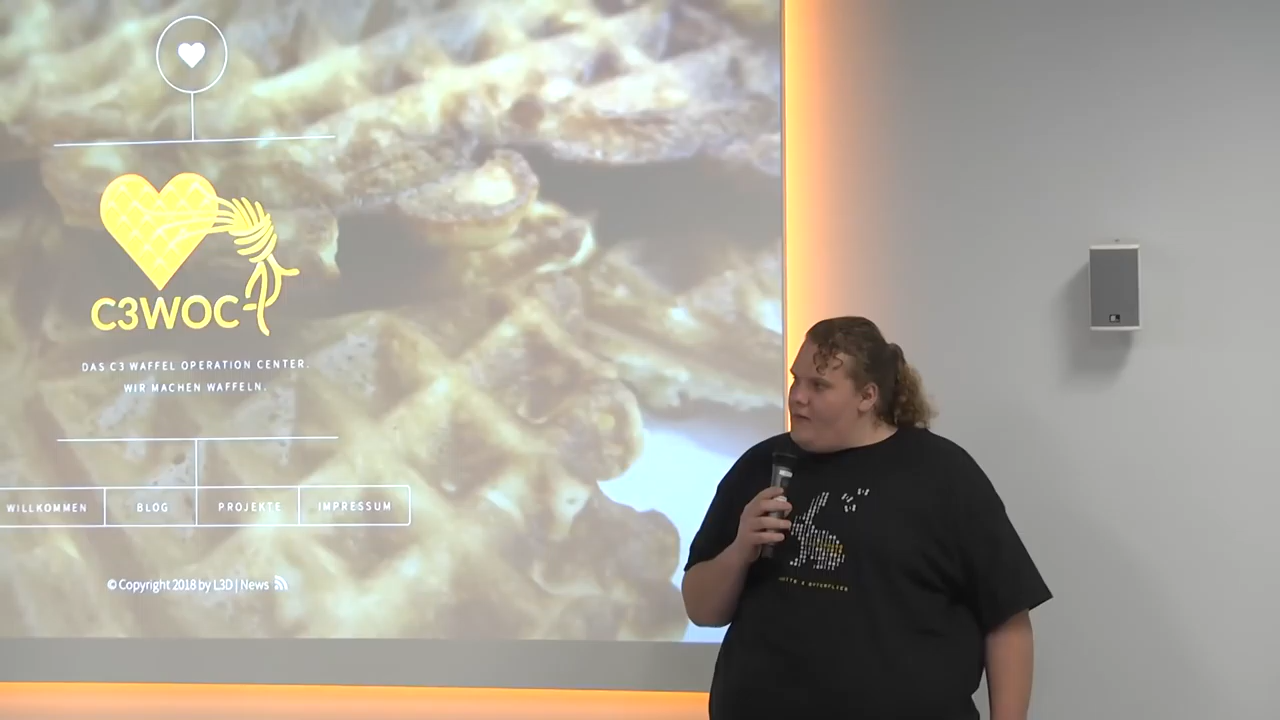 C3WOC
DAS C3 WAFFEL OPERATION CENTER.
WIR MACHEN WAFFELN.
WILLKOMMEN
BLOG
PROJEKTE
IMPRESSUM
© Copyright 2018 by L3D | News